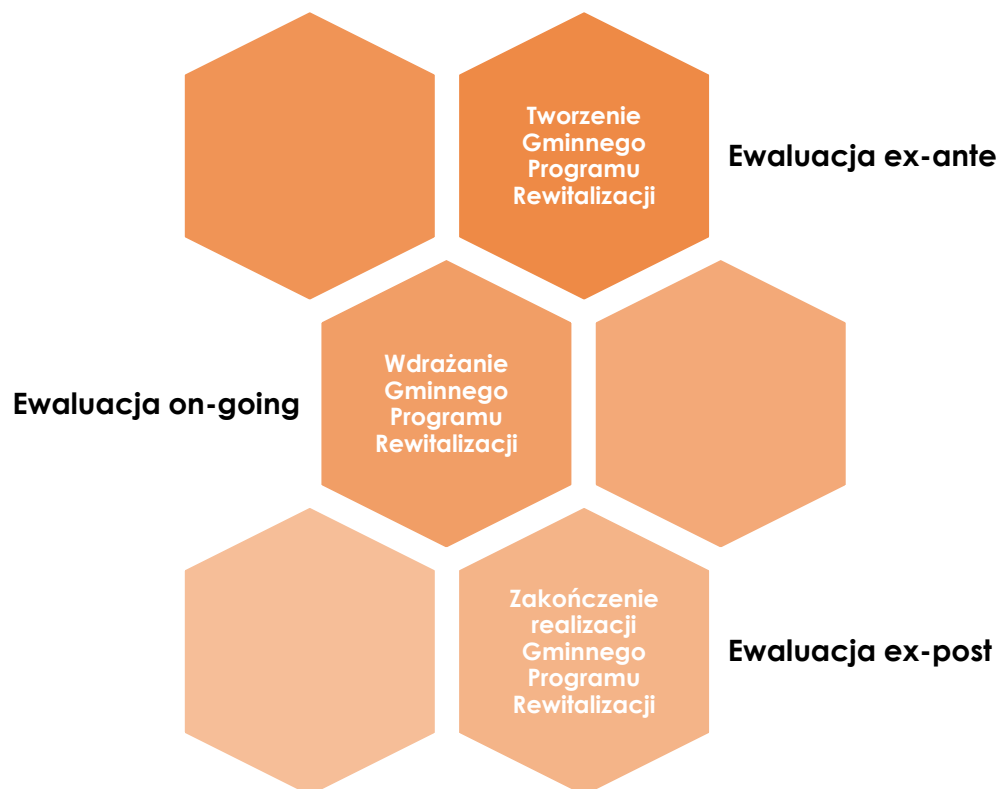 Tworzenie
Gminnego
Programu
Rewitalizacji
Ewaluacja ex-ante
Ewaluacja on-going
Wdrażanie
Gminnego
Programu
Rewitalizacji
Zakończenie
realizacji
Gminnego
Programu
Rewitalizacji
Ewaluacja ex-post